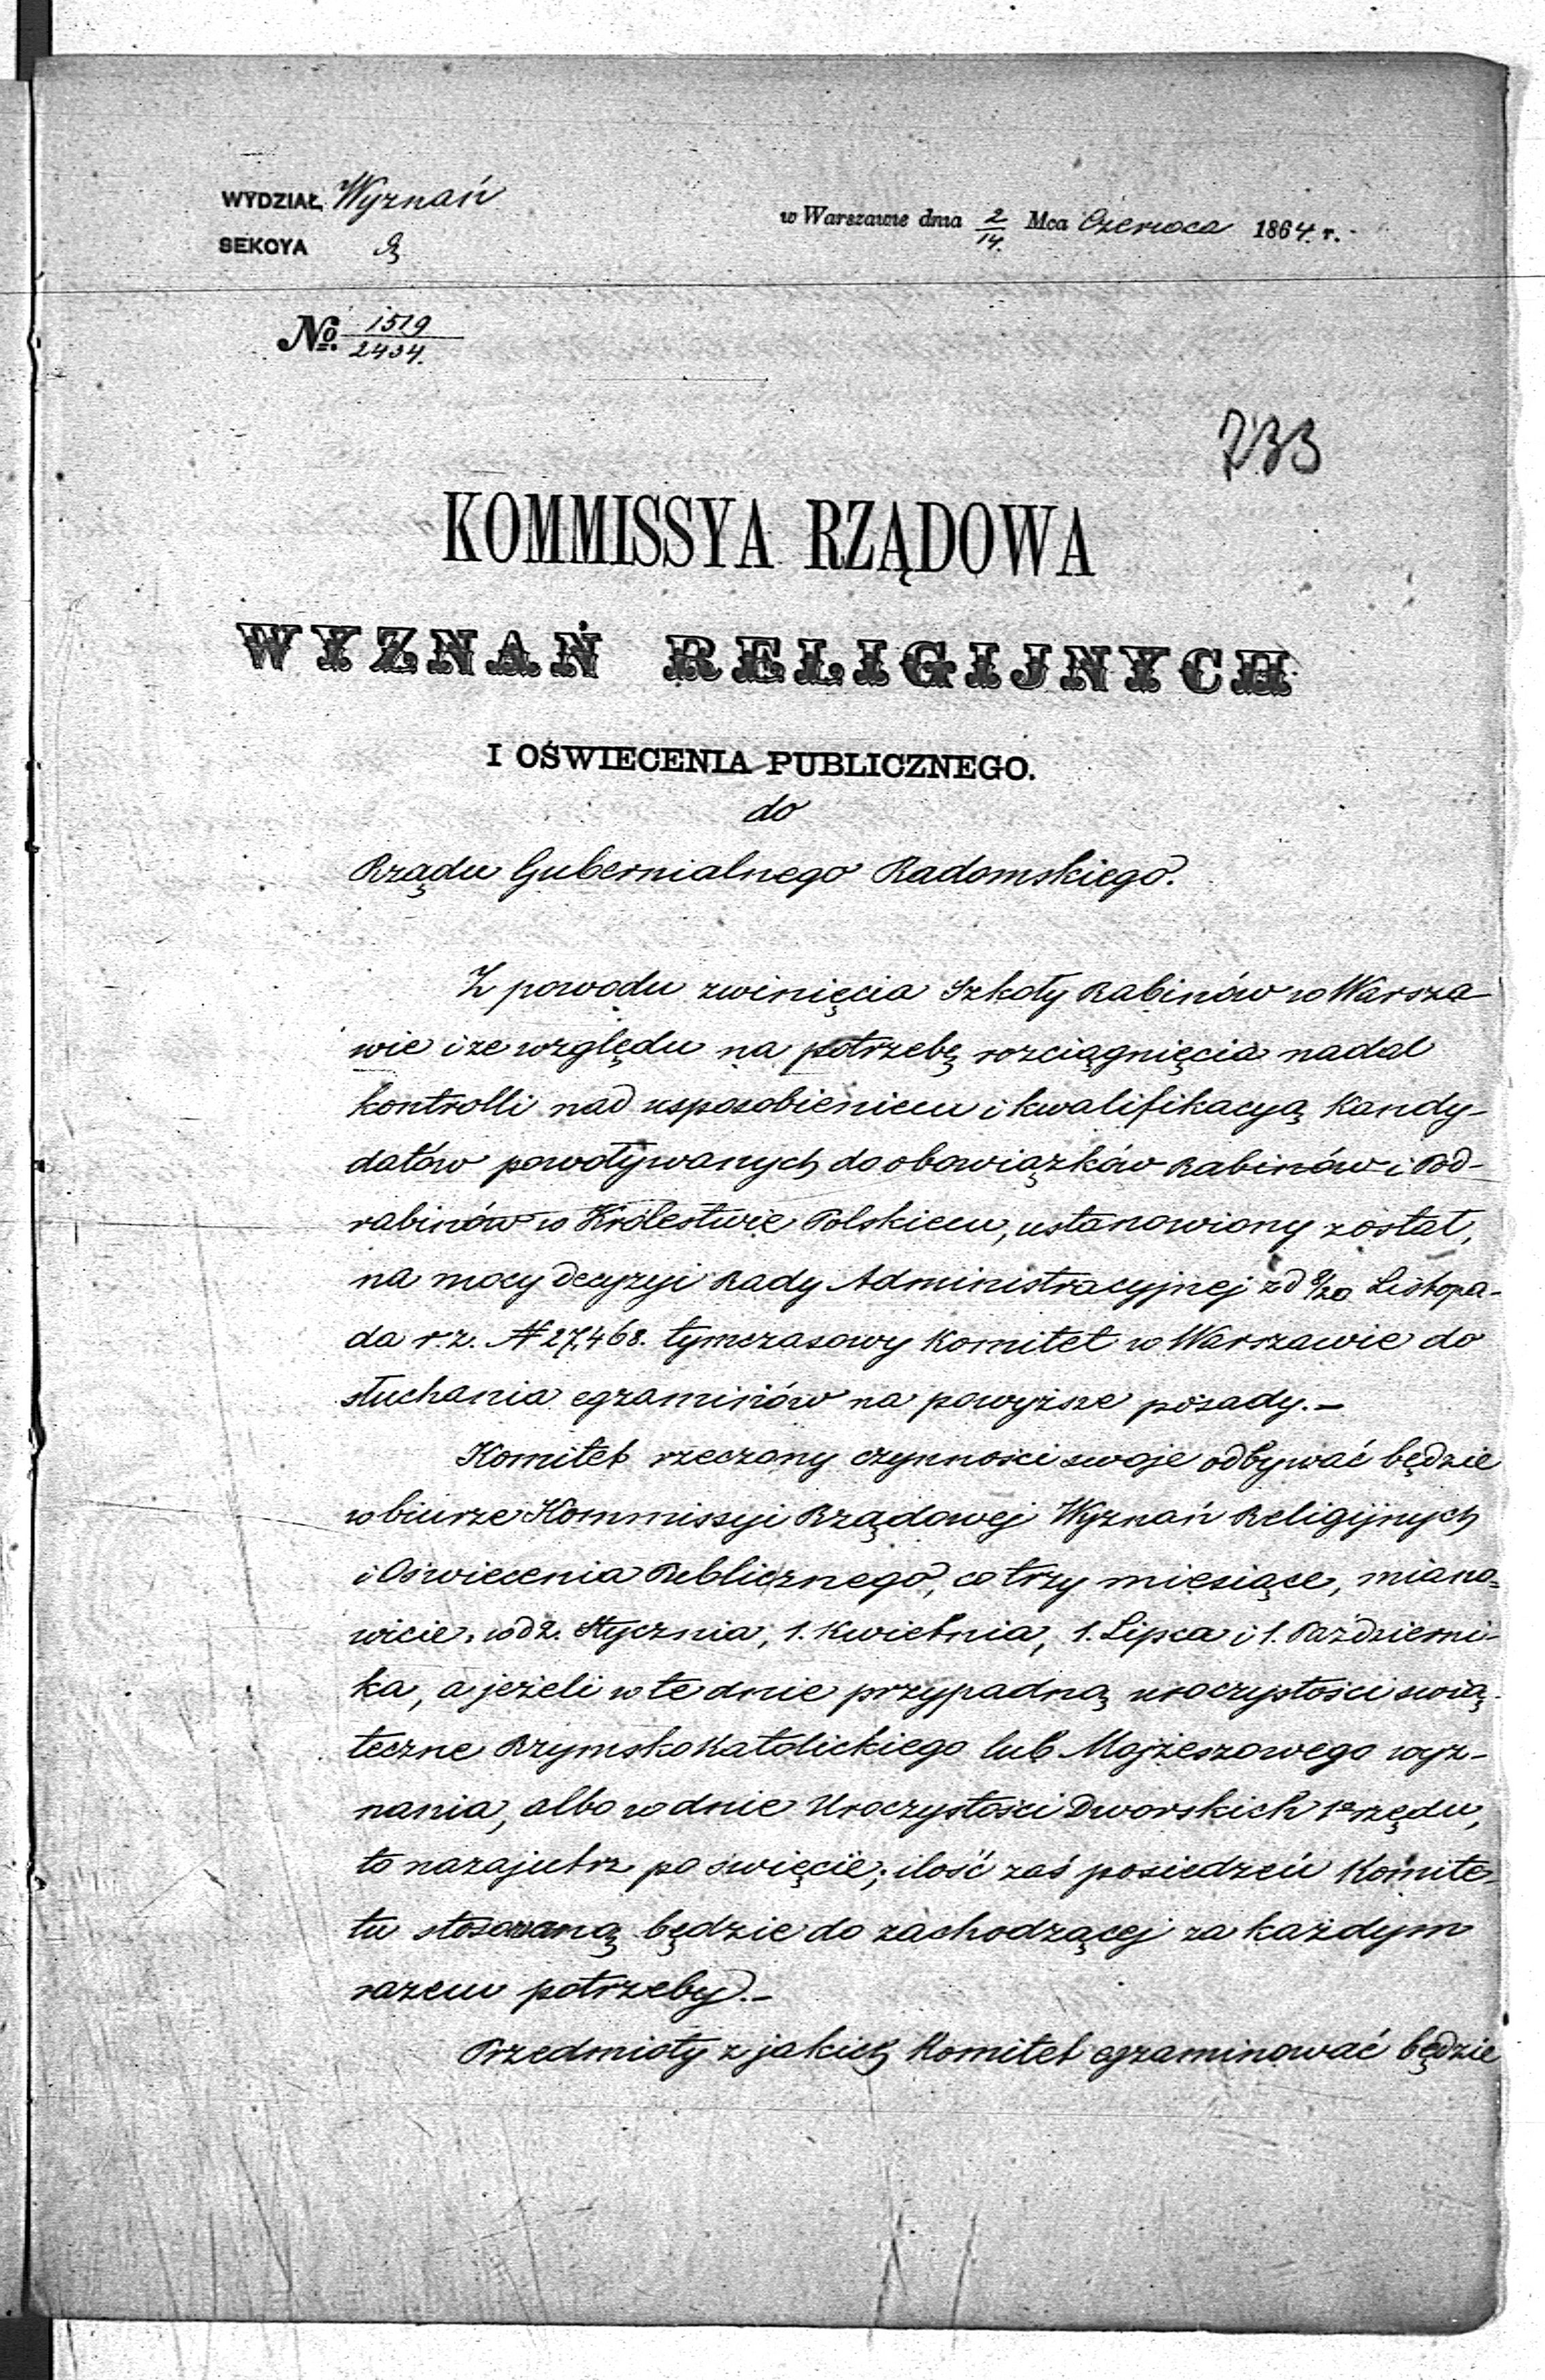 WYDZIAŁ Wyznań
w Warszawie dnia 2/14. Mca Czerwca 1864. r.
SEKCYA
No. 1519/2434.
733
KOMMISSYA RZĄDOWA
WYZNAŃ RELIGIJNYCH
I OŚWIECENIA PUBLICZNEGO.
do
Rządu Gubernialnego Radomskiego.
Z powodu zwinięcia Szkoły Rabinów w Warsza-
wie i ze względu na potrzebę rozciągnięcia nadal
kontrolli nad usposobieniem i kwalifikacyą Kandy-
datów powoływanych do obowiązków Rabinów i Pod-
rabinów w Królestwie Polskiem, ustanowiony został,
na mocy decyzyi Rady Administracyjnej z d 8/20 Listopa-
da r. z. N 27,468. tymczasowy Komitet w Warszawie do
słuchania egzaminów na powyższe posady.-
Komitet rzeczony czynności swoje odbywać będzie
w biurze Kommissyi Rządowej Wyznań Religijnych
i Oświecenia Publicznego, co trzy miesiące, miano-
wicie: w d 2. Stycznia, 1. Kwietnia, 1. Lipca i 1. Październi-
ka, a jeżeli w te dnie przypadną uroczystości świą-
teczne Rzymsko Katolickiego lub Mojżeszowego wyz-
nania, albo w dnie Uroczystości Dworskich 1o rzędu,
to nazajutrz po święcie; ilość zaś posiedzeń Komite-
tu stosowaną będzie do zachodzącej za każdym
razem potrzeby.-
Przedmioty z jakich Komitet egzaminować będzie